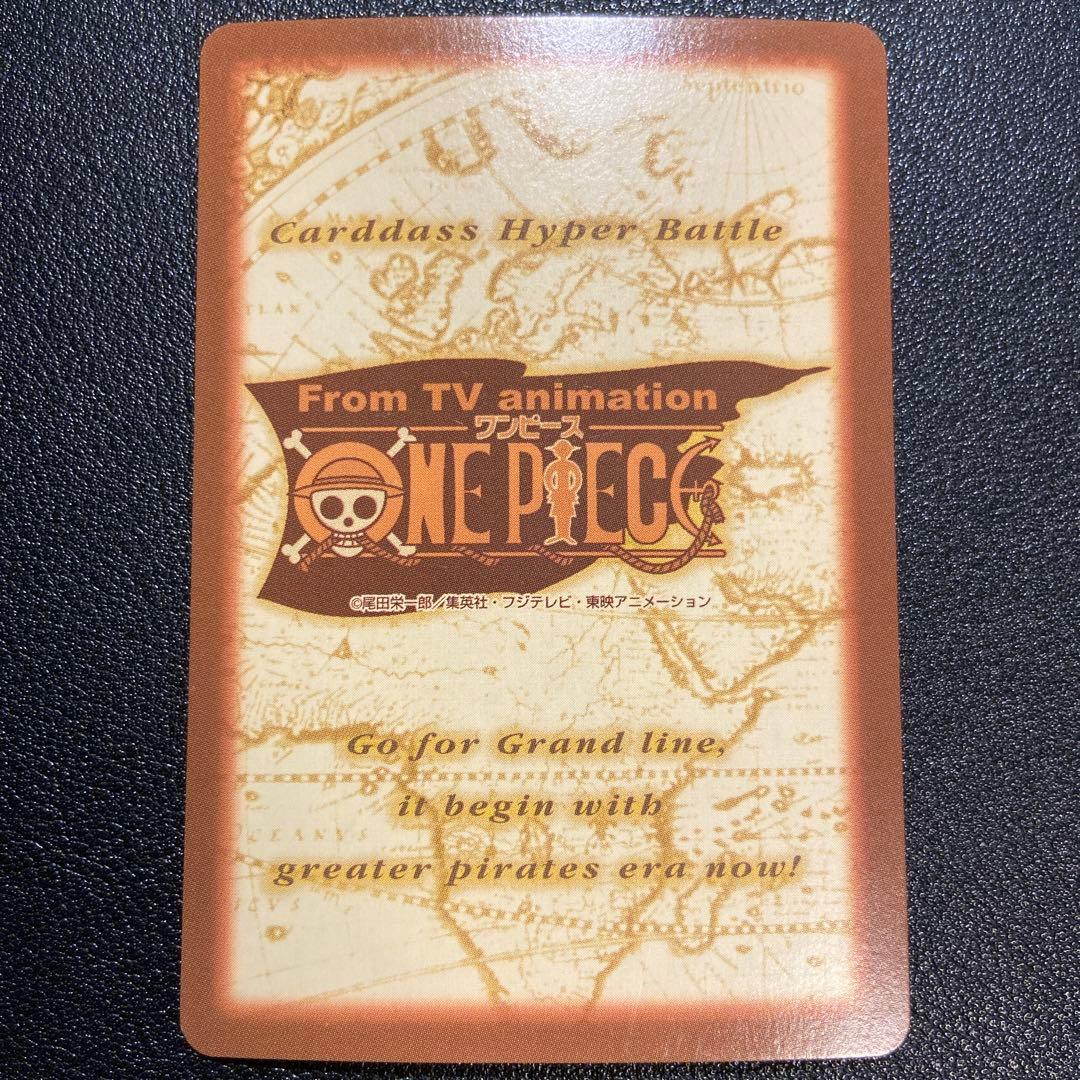 Septentrio
Carddass Hyper Battle
TLAN
From TV animation
ワンピース
ONE PIECE
©尾田栄一郎／集英社・フジテレビ・東映アニメーション
Go for Grand line,
it begin with
OCEANVS
greater pirates era now!